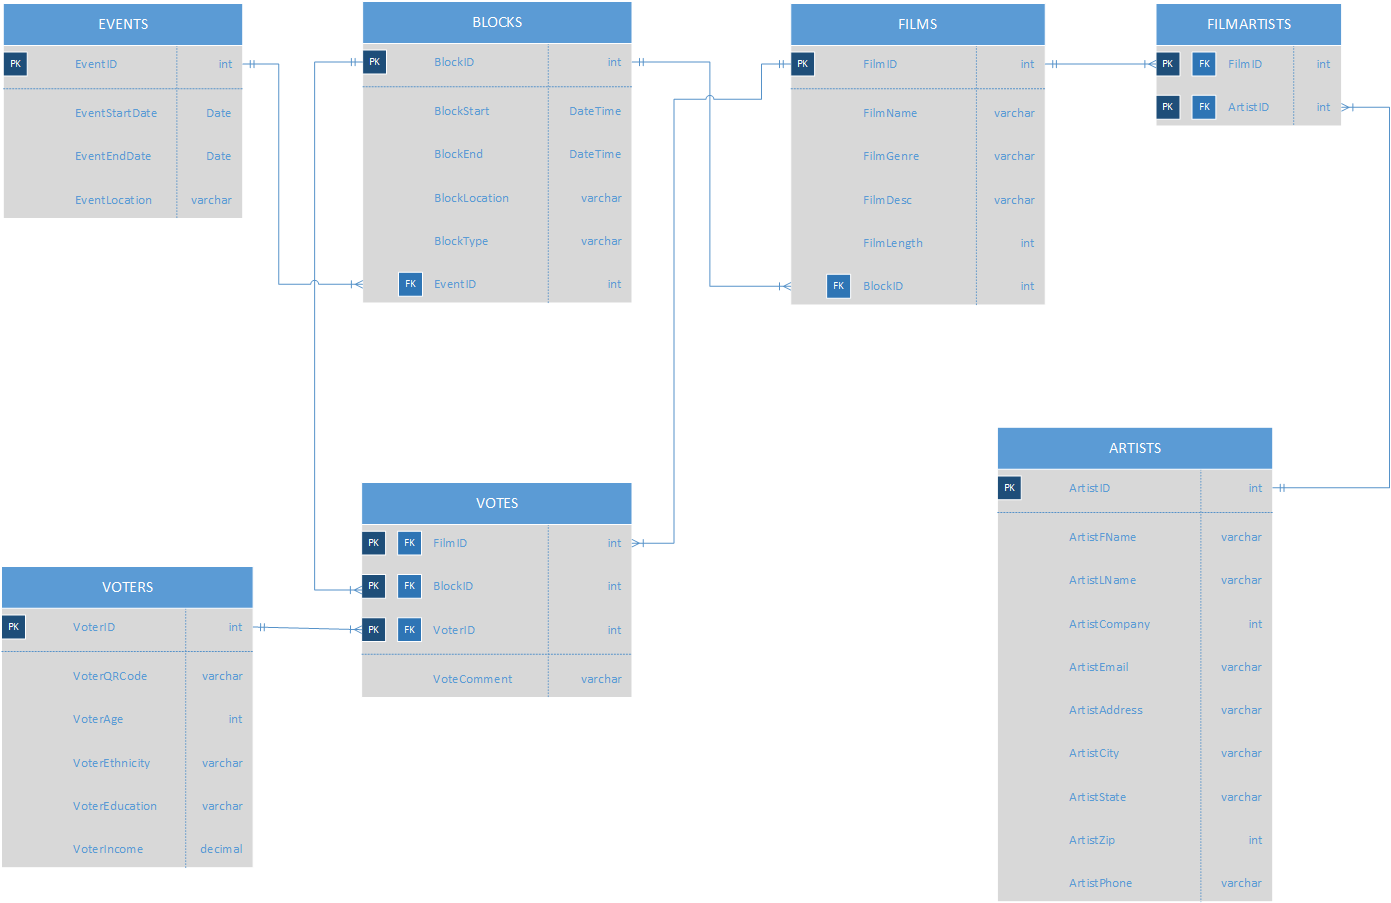 EVENTS
PK EventID int
EventStartDate Date
EventEndDate Date
EventLocation varchar
BLOCKS
PK BlockID int
BlockStart DateTime
BlockEnd DateTime
BlockLocation varchar
BlockType varchar
FK EventID int
FILMS
PK FilmID int
FilmName varchar
FilmGenre varchar
FilmDesc varchar
FilmLength int
FK BlockID int
FILMARTISTS
PK FK FilmID int
PK FK ArtistID int
VOTERS
PK VoterID int
VoterQRCode varchar
VoterAge int
VoterEthnicity varchar
VoterEducation varchar
VoterIncome decimal
VOTES
PK FK FilmID int
PK FK BlockID int
PK FK VoterID int
VoteComment varchar
ARTISTS
PK ArtistID int
ArtistFName varchar
ArtistLName varchar
ArtistCompany int
ArtistEmail varchar
ArtistAddress varchar
ArtistCity varchar
ArtistState varchar
ArtistZip int
ArtistPhone varchar